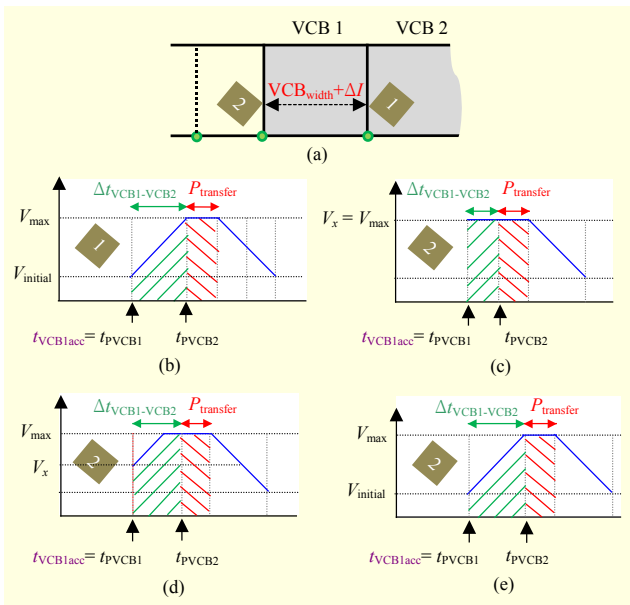 VCB 1 VCB 2
2 VCBwidth+ΔI 1
(a)
ΔtVCB1-VCB2 Ptransfer
Vmax
1
Vinitial
tVCB1acc= tPVCB1 tPVCB2
(b)
ΔtVCB1-VCB2 Ptransfer
Vx = Vmax
2
tVCB1acc= tPVCB1 tPVCB2
(c)
ΔtVCB1-VCB2 Ptransfer
Vmax
2
Vx
tVCB1acc= tPVCB1 tPVCB2
(d)
ΔtVCB1-VCB2 Ptransfer
Vmax
2
Vinitial
tVCB1acc= tPVCB1 tPVCB2
(e)